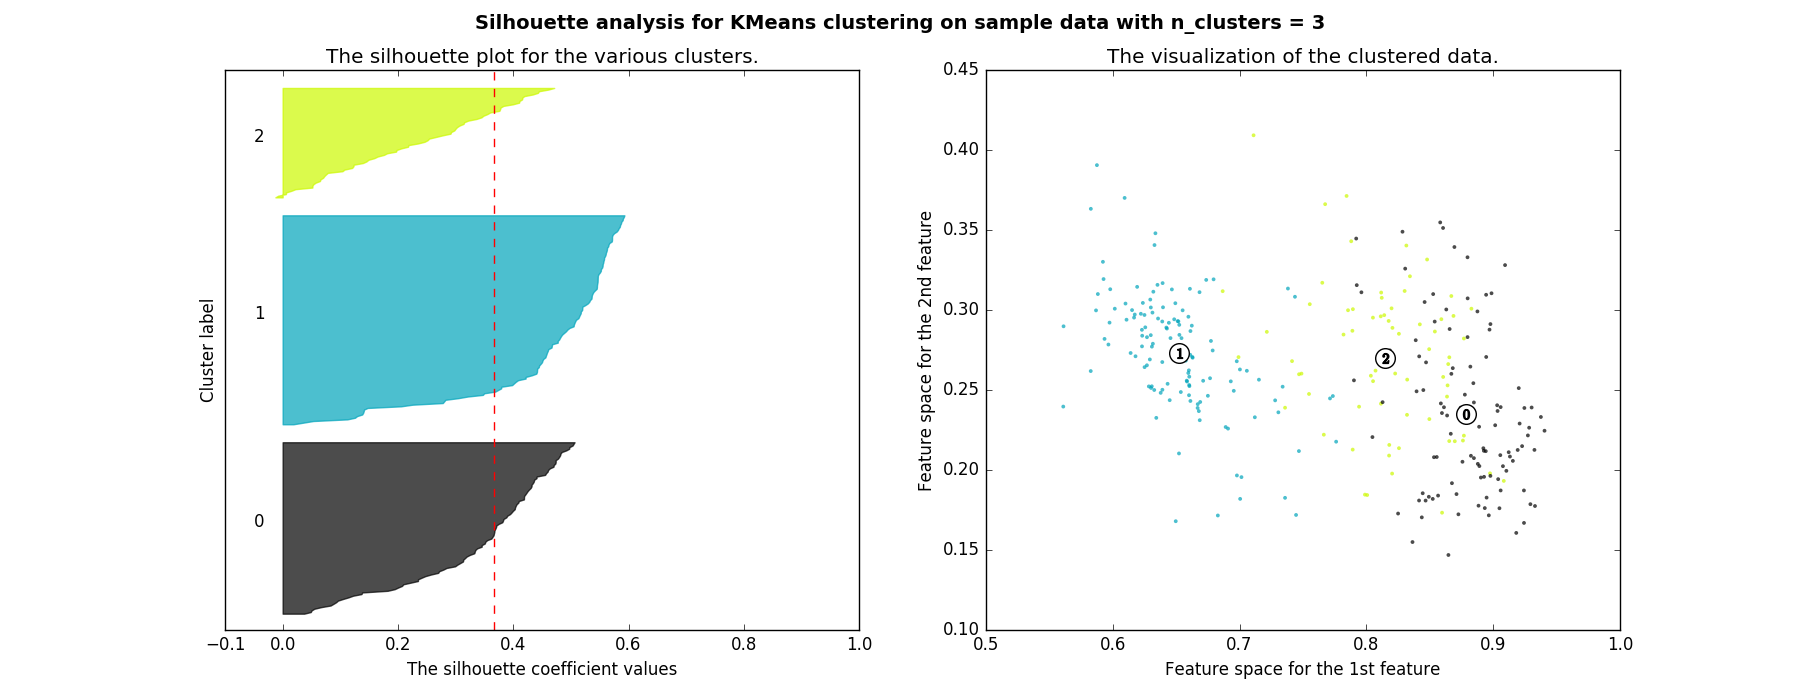 Silhouette analysis for KMeans clustering on sample data with n_clusters = 3
The silhouette plot for the various clusters.
2
1
0
Cluster label
−0.1 0.0 0.2 0.4 0.6 0.8 1.0
The silhouette coefficient values
The visualization of the clustered data.
0.45
0.40
0.35
0.30
0.25
0.20
0.15
0.10
Feature space for the 2nd feature
1
2
0
0.5 0.6 0.7 0.8 0.9 1.0
Feature space for the 1st feature